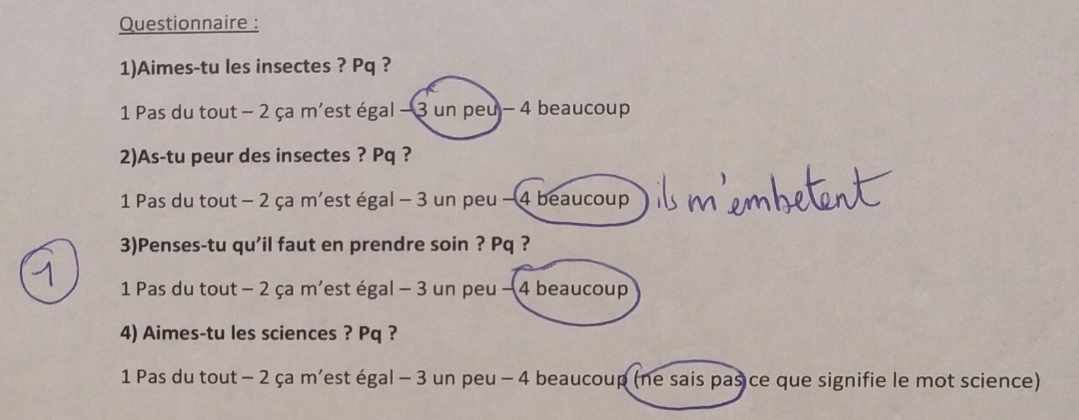 Questionnaire :
1)Aimes-tu les insectes ? Pq ?
1 Pas du tout – 2 ça m'est égal – 3 un peu – 4 beaucoup
2)As-tu peur des insectes ? Pq ?
1 Pas du tout – 2 ça m'est égal – 3 un peu – 4 beaucoup ils m'embetent
3)Penses-tu qu'il faut en prendre soin ? Pq ?
1
1 Pas du tout – 2 ça m'est égal – 3 un peu – 4 beaucoup
4) Aimes-tu les sciences ? Pq ?
1 Pas du tout – 2 ça m'est égal – 3 un peu – 4 beaucoup (ne sais pas ce que signifie le mot science)